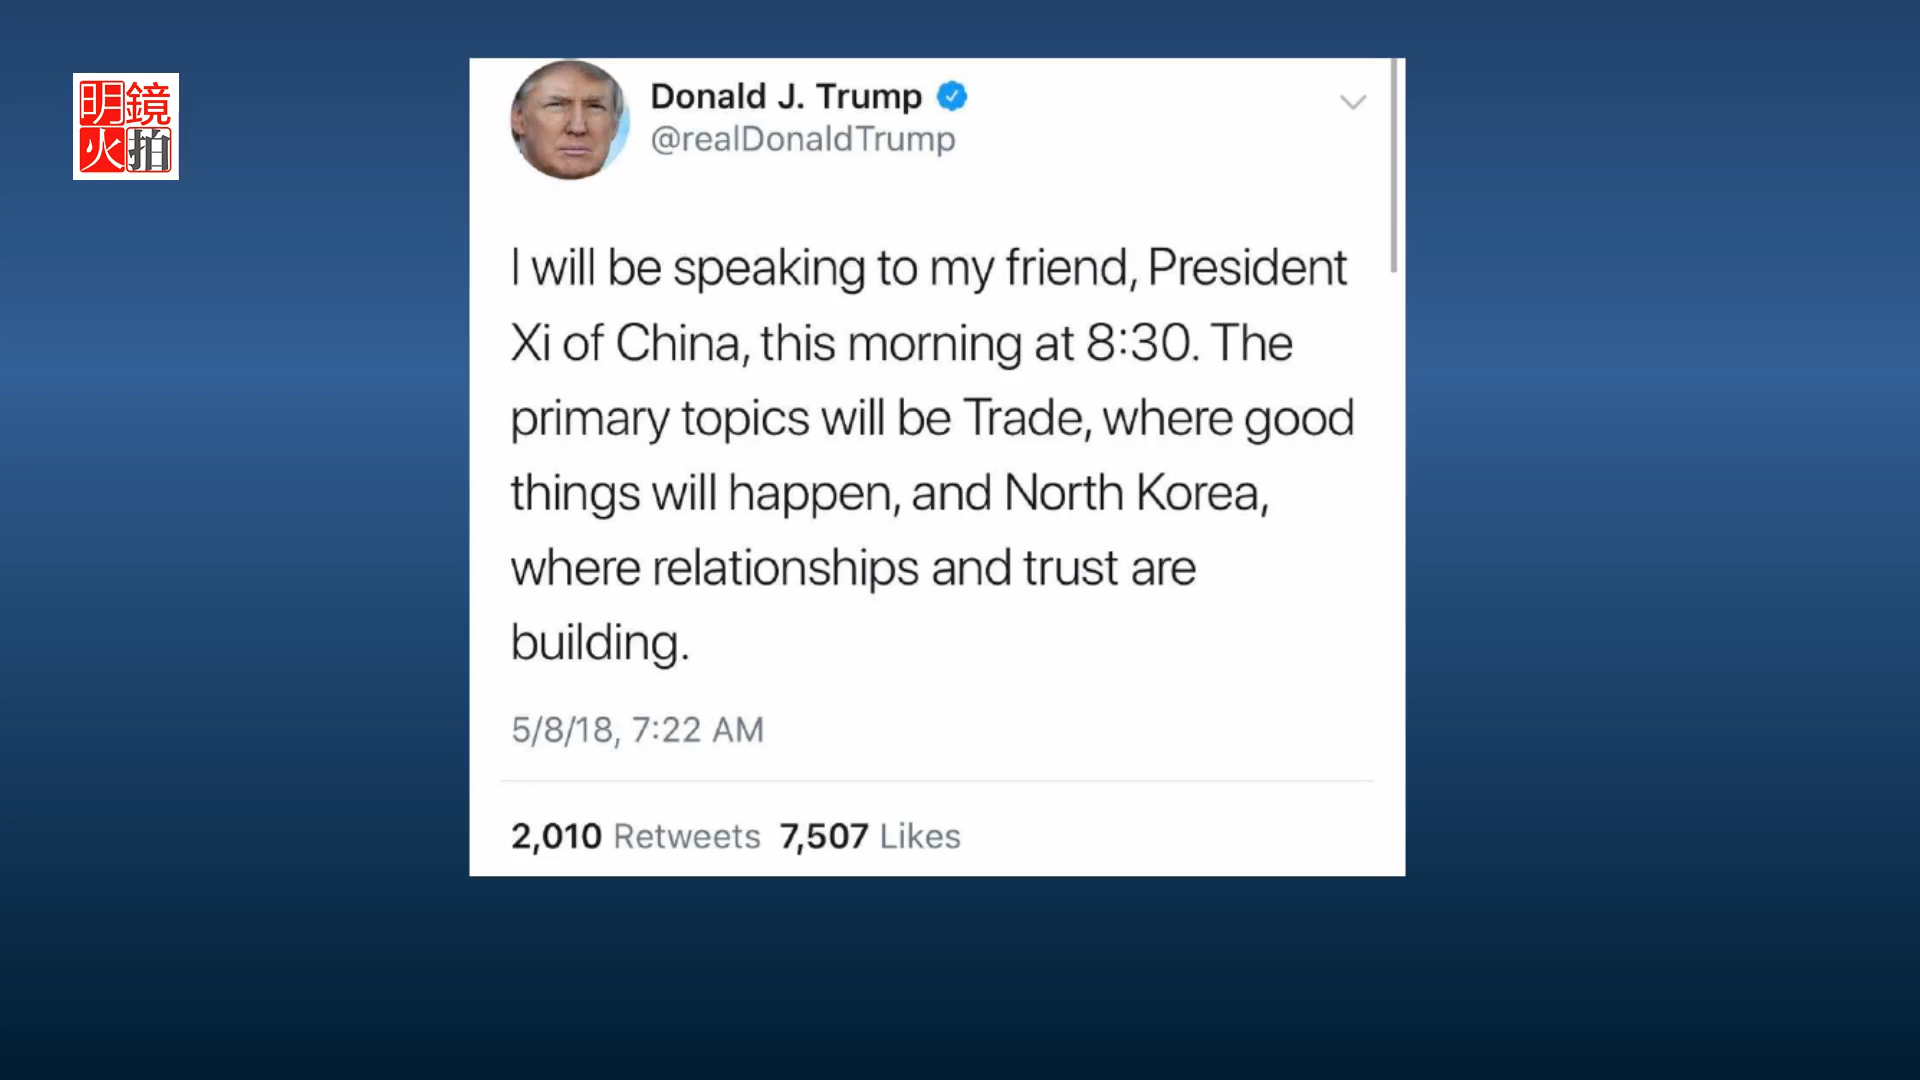 明鏡
火拍
Donald J. Trump
@realDonaldTrump
I will be speaking to my friend, President
Xi of China, this morning at 8:30. The
primary topics will be Trade, where good
things will happen, and North Korea,
where relationships and trust are
building.
5/8/18, 7:22 AM
2,010 Retweets 7,507 Likes